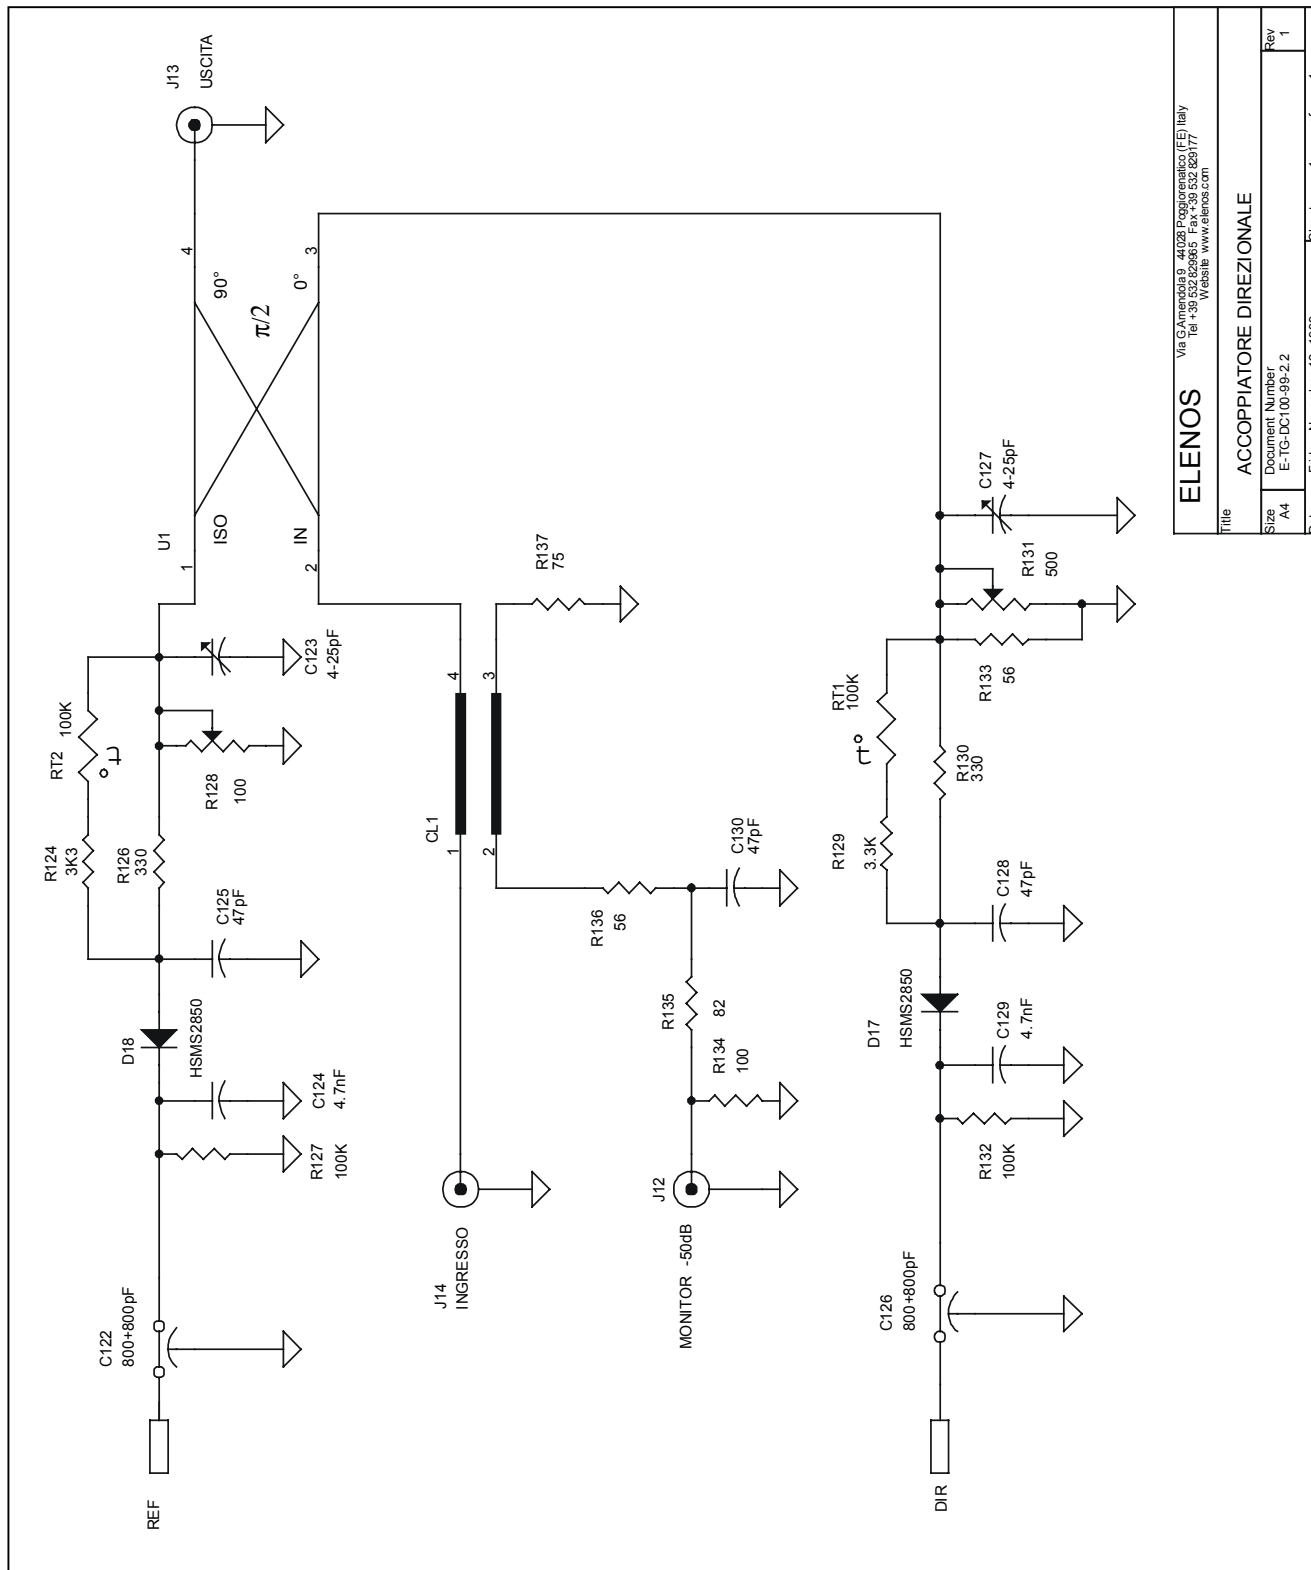 REF
C122
800+800pF
R127
100K
C124
4.7nF
D18
HSMS2850
C125
47pF
R124
3K3
R126
330
RT2
100K
t°
R128
100
C123
4-25pF
U1
1
ISO
2
IN
π/2
90°
4
0°
3
J13
USCITA
J14
INGRESSO
CL1
1
4
2
3
R137
75
MONITOR -50dB
J12
R134
100
R135
82
R136
56
C130
47pF
DIR
C126
800+800pF
R132
100K
C129
4.7nF
D17
HSMS2850
C128
47pF
R129
3.3K
R130
330
RT1
100K
t°
R133
56
R131
500
C127
4-25pF
ELENOS
Via G.Amendola 9 44028 Poggiorenatico (FE) Italy
Tel +39 532 829965 Fax +39 532 829177
Website www.elenos.com
Title
ACCOPPIATORE DIREZIONALE
Size
A4
Document Number
E-TG-DC100-99-2.2
Rev
1